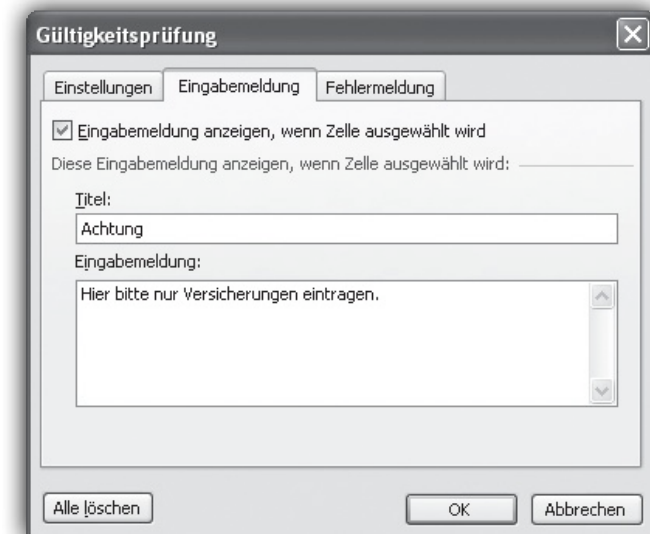 Gültigkeitsprüfung
Einstellungen
Eingabemeldung
Fehlermeldung
Eingabemeldung anzeigen, wenn Zelle ausgewählt wird
Diese Eingabemeldung anzeigen, wenn Zelle ausgewählt wird:
Titel:
Achtung
Eingabemeldung:
Hier bitte nur Versicherungen eintragen.
Alle löschen
OK
Abbrechen